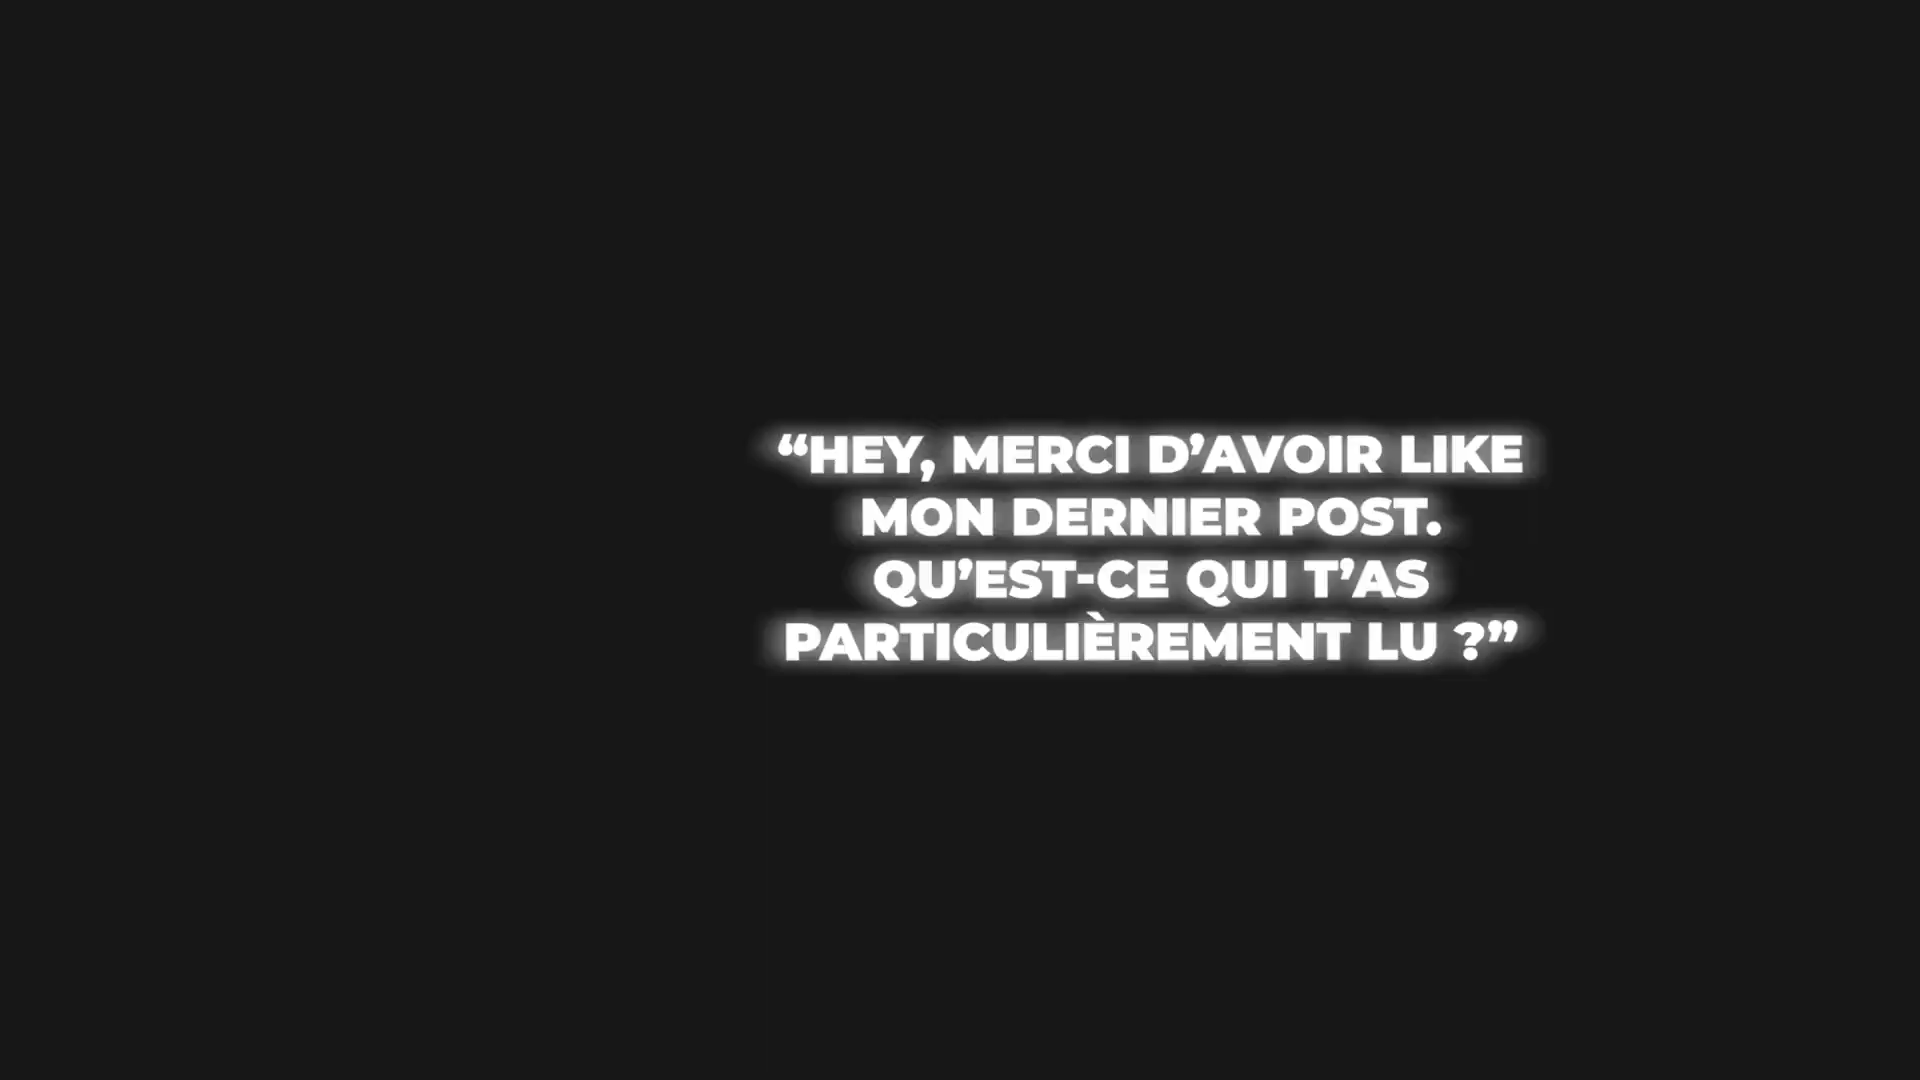 “HEY, MERCI D’AVOIR LIKE
MON DERNIER POST.
QU’EST-CE QUI T’AS
PARTICULIÈREMENT LU ?”